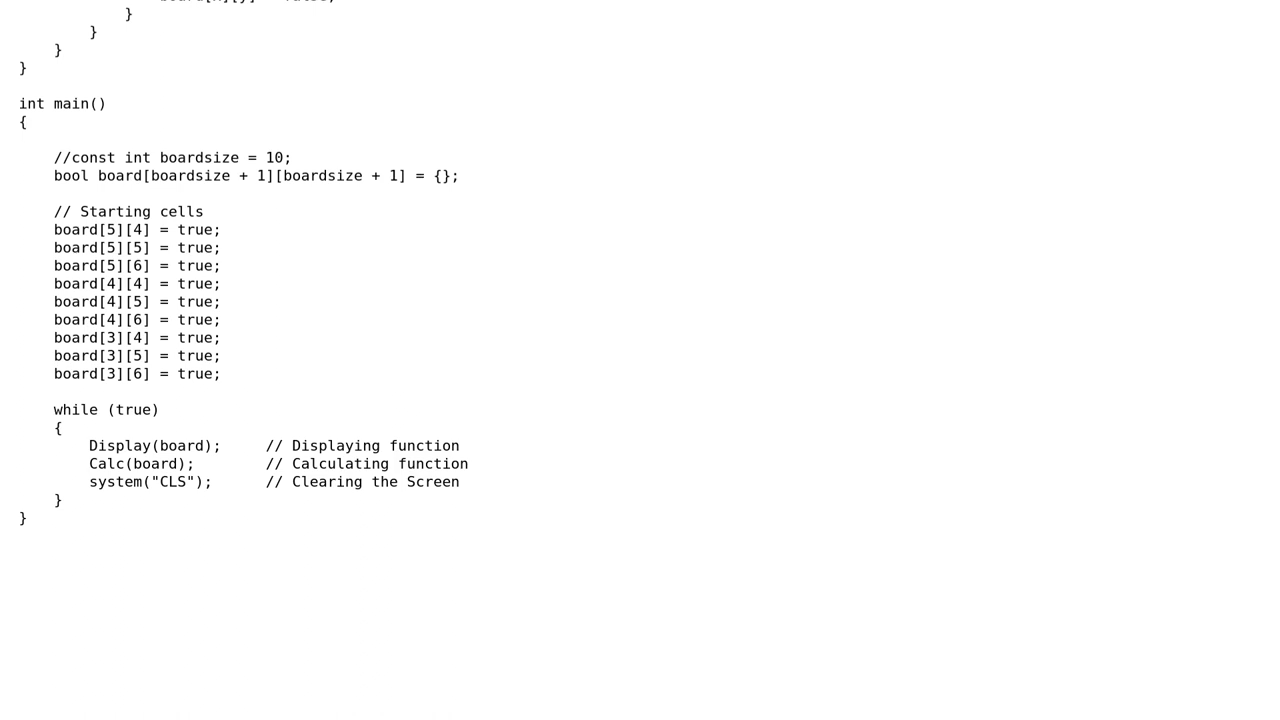 }
        }
    }
}

int main()
{

    //const int boardsize = 10;
    bool board[boardsize + 1][boardsize + 1] = {};

    // Starting cells
    board[5][4] = true;
    board[5][5] = true;
    board[5][6] = true;
    board[4][4] = true;
    board[4][5] = true;
    board[4][6] = true;
    board[3][4] = true;
    board[3][5] = true;
    board[3][6] = true;

    while (true)
    {
        Display(board);     // Displaying function
        Calc(board);        // Calculating function
        system("CLS");      // Clearing the Screen
    }
}